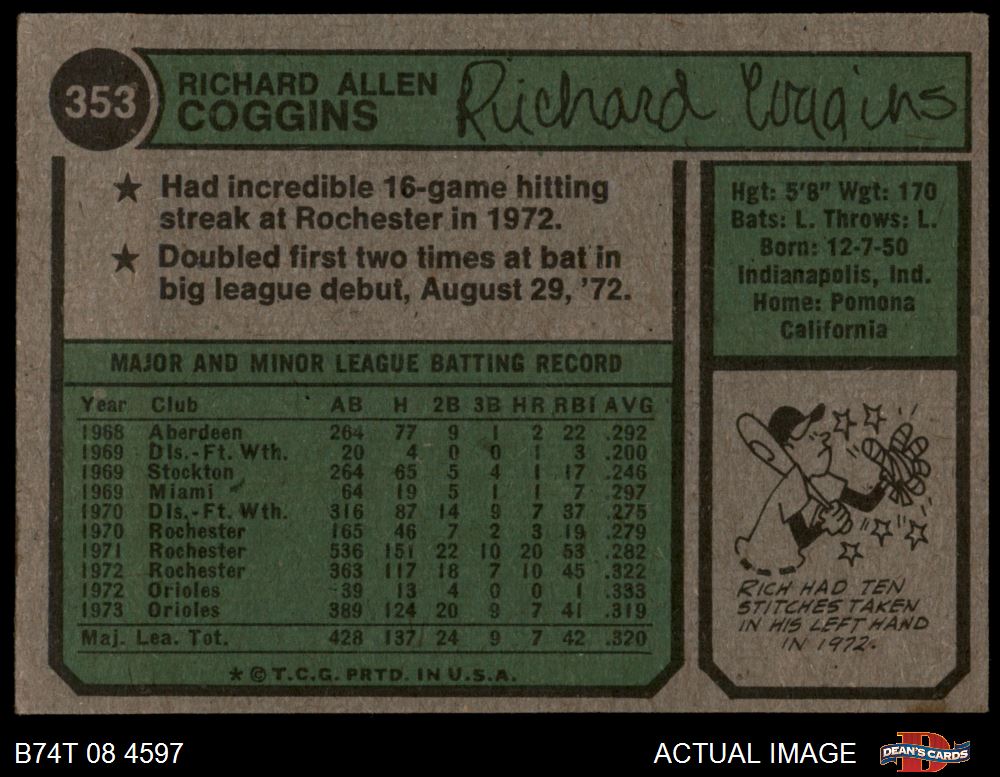 353
RICHARD ALLEN
COGGINS
Richard Coggins
★ Had incredible 16-game hitting
streak at Rochester in 1972.
★ Doubled first two times at bat in
big league debut, August 29, '72.
Hgt: 5'8" Wgt: 170
Bats: L. Throws: L.
Born: 12-7-50
Indianapolis, Ind.
Home: Pomona
California
MAJOR AND MINOR LEAGUE BATTING RECORD
Year Club AB H 2B 3B HR RBI AVG
1968 Aberdeen 264 77 9 1 2 22 .292
1969 Dls.-Ft. Wth. 20 4 0 0 1 3 .200
1969 Stockton 264 65 5 4 1 17 .246
1969 Miami 64 19 5 1 1 7 .297
1970 Dls.-Ft. Wth. 316 87 14 9 7 37 .275
1970 Rochester 165 46 7 2 3 19 .279
1971 Rochester 536 151 22 10 20 53 .282
1972 Rochester 363 117 18 7 10 45 .322
1972 Orioles 39 13 4 0 0 1 .333
1973 Orioles 389 124 20 9 7 41 .319
Maj. Lea. Tot. 428 137 24 9 7 42 .320
* © T.C.G. PRTD. IN U.S.A.
RICH HAD TEN
STITCHES TAKEN
IN HIS LEFT HAND
IN 1972.
B74T 08 4597
ACTUAL IMAGE
DEAN'S CARDS